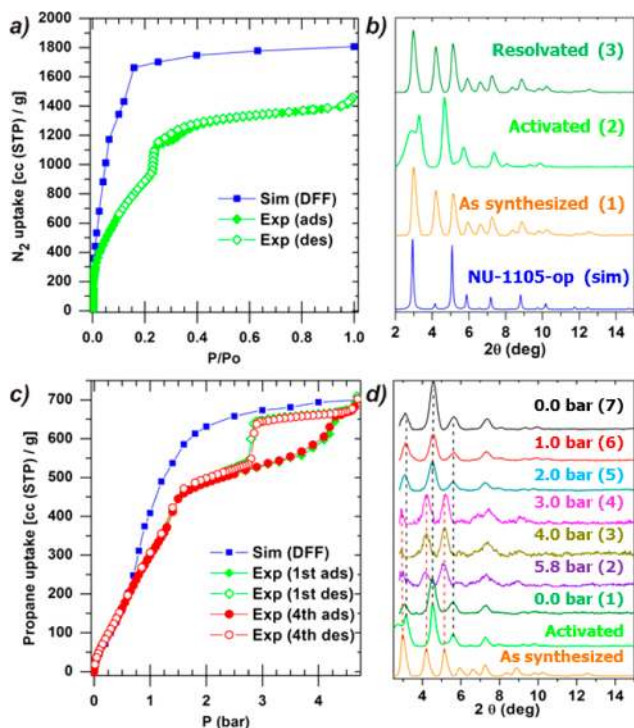 a)
N₂ uptake [cc (STP) / g]
2000
1800
1600
1400
1200
1000
800
600
400
200
0
Sim (DFF)
Exp (ads)
Exp (des)
0.0 0.2 0.4 0.6 0.8 1.0
P/Po
b)
Resolvated (3)
Activated (2)
As synthesized (1)
NU-1105-op (sim)
2 4 6 8 10 12 14
2θ (deg)
c)
Propane uptake [cc (STP) / g]
700
600
500
400
300
200
100
0
Sim (DFF)
Exp (1st ads)
Exp (1st des)
Exp (4th ads)
Exp (4th des)
0 1 2 3 4
P (bar)
d)
0.0 bar (7)
1.0 bar (6)
2.0 bar (5)
3.0 bar (4)
4.0 bar (3)
5.8 bar (2)
0.0 bar (1)
Activated
As synthesized
4 6 8 10 12 14
2 θ (deg)